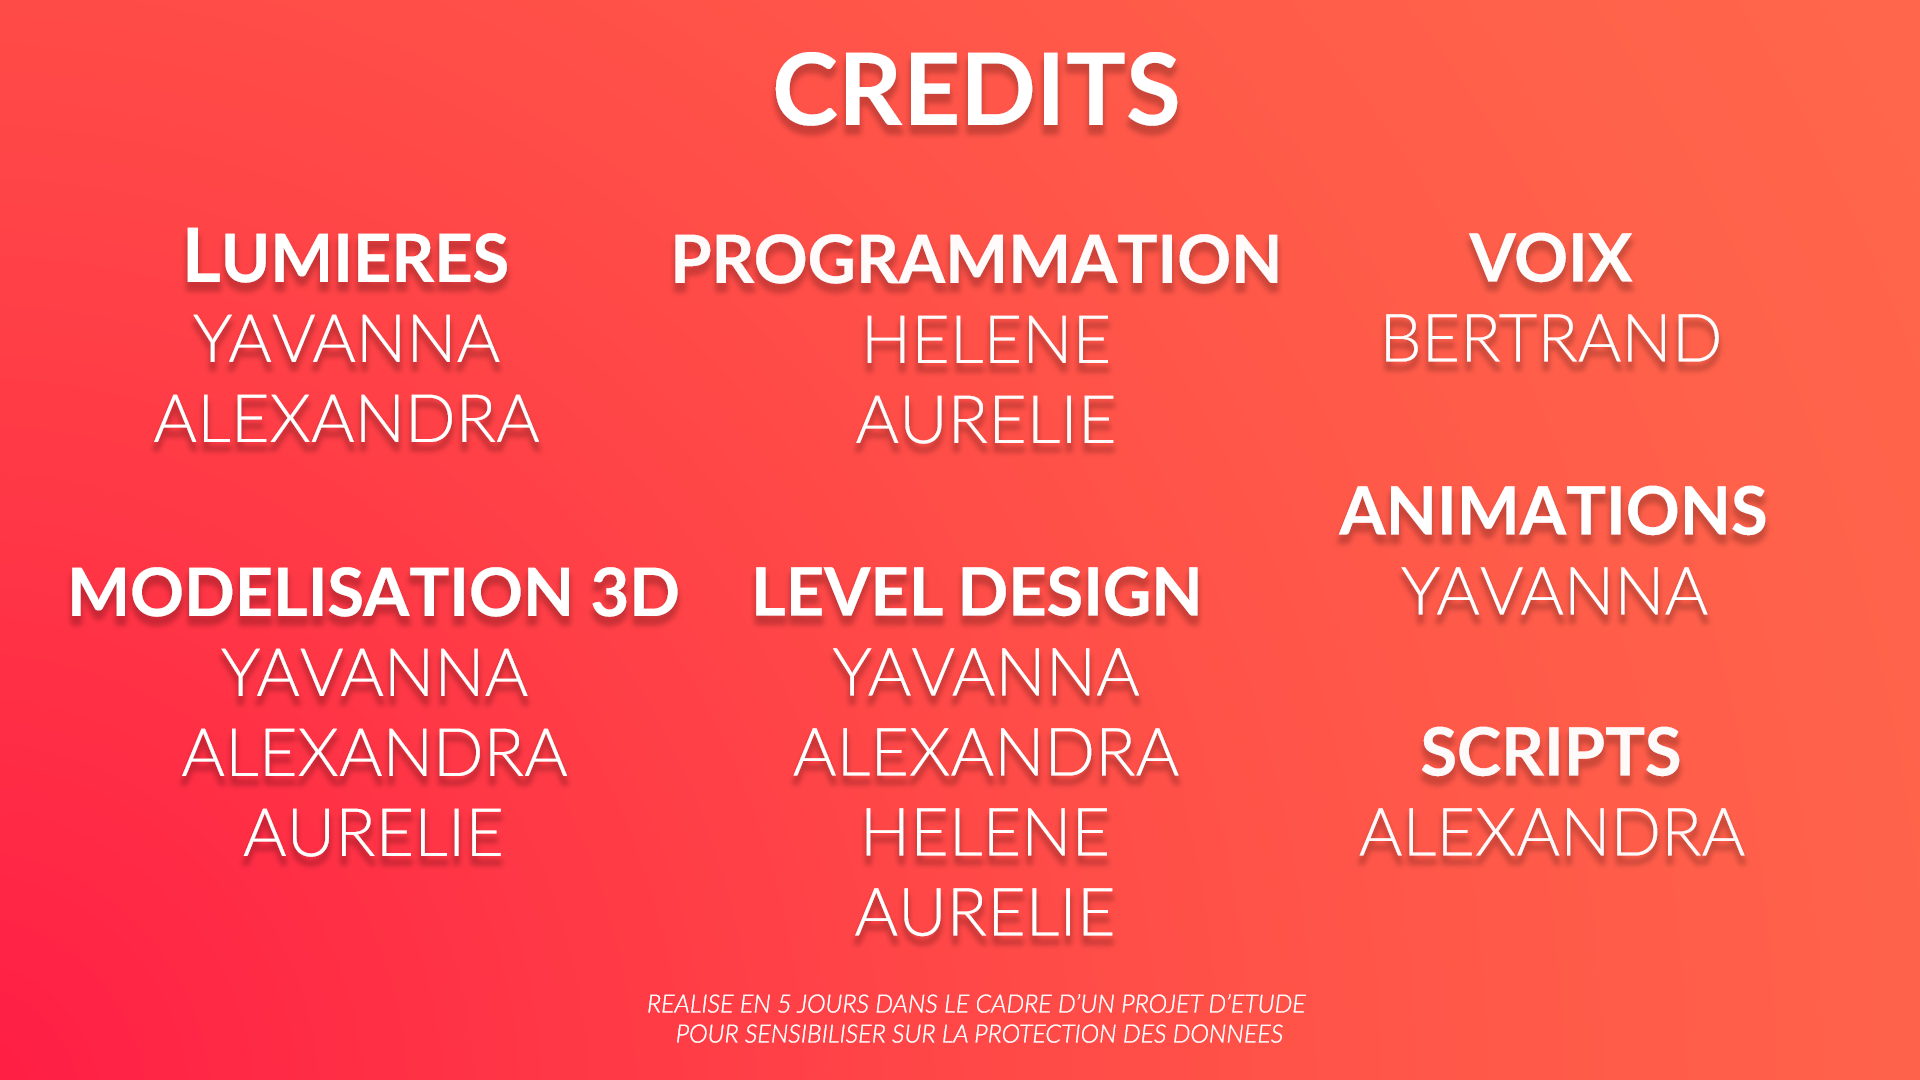 CREDITS
LUMIERES
YAVANNA
ALEXANDRA
PROGRAMMATION
HELENE
AURELIE
VOIX
BERTRAND
MODELISATION 3D
YAVANNA
ALEXANDRA
AURELIE
LEVEL DESIGN
YAVANNA
ALEXANDRA
HELENE
AURELIE
ANIMATIONS
YAVANNA
SCRIPTS
ALEXANDRA
REALISE EN 5 JOURS DANS LE CADRE D'UN PROJET D'ETUDE
POUR SENSIBILISER SUR LA PROTECTION DES DONNEES